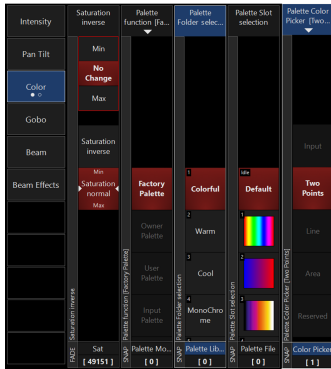 Intensity
Pan Tilt
Color
Gobo
Beam
Beam Effects
Saturation
inverse
Min
No
Change
Max
Saturation
inverse
Min
Saturation
normal
Max
FADE
Saturation inverse
Sat
[ 49151 ]
Palette
function [Fa...
Factory
Palette
Owner
Palette
User
Palette
Input
Palette
SNAP
Palette function [Factory Palette]
Palette Mo...
[ 0 ]
Palette
Folder selec...
1
Colorful
2
Warm
3
Cool
4
MonoChro
me
SNAP
Palette Folder selection
Palette Lib...
[ 0 ]
Palette Slot
selection
Idle
Default
1
2
3
SNAP
Palette Slot selection
Palette File
[ 0 ]
Palette Color
Picker [Two...
Input
Two
Points
Line
Area
Reserved
SNAP
Palette Color Picker [Two Points]
Color Picker
[ 1 ]